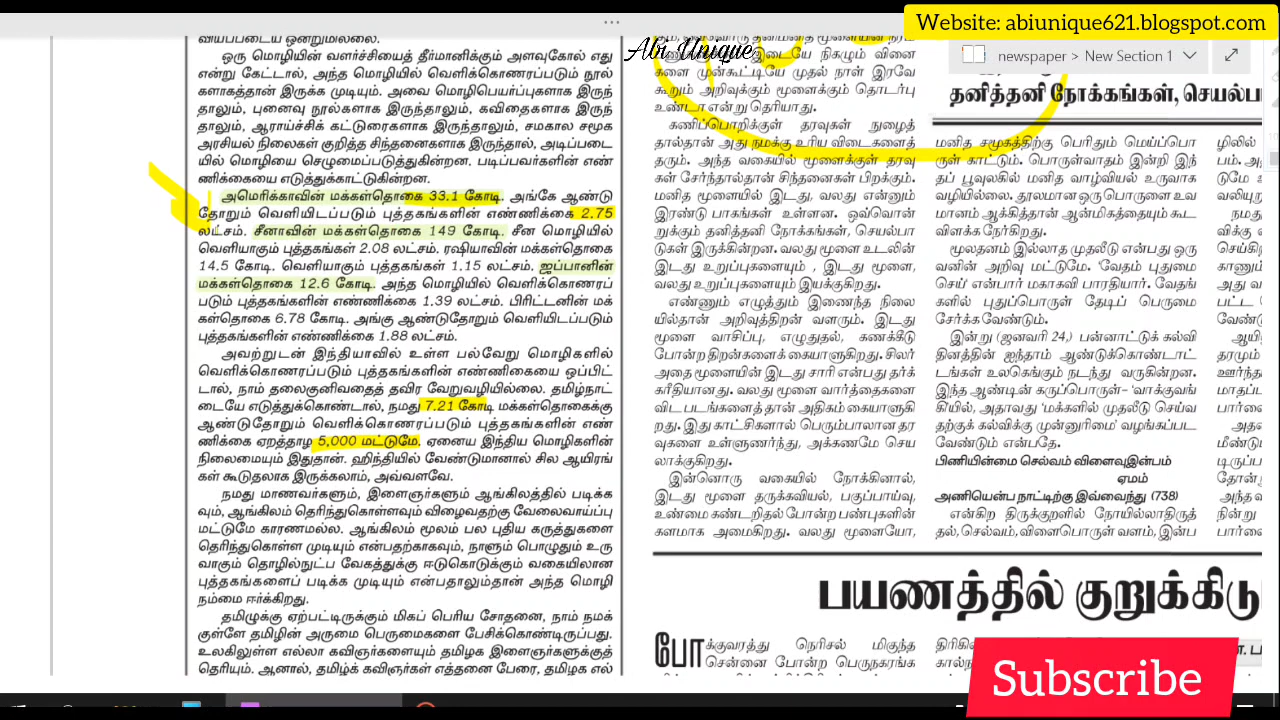 Website: abiunique621.blogspot.com
Abi Unique
newspaper > New Section 1
வியப்படைய ஒன்றுமில்லை.
ஒரு மொழியின் வளர்ச்சியைத் தீர்மானிக்கும் அளவுகோல் எது
என்று கேட்டால், அந்த மொழியில் வெளிக்கொணரப்படும் நூல்
களாகத்தான் இருக்க முடியும். அவை மொழிபெயர்ப்புகளாக இருந்
தாலும், புனைவு நூல்களாக இருந்தாலும், கவிதைகளாக இருந்
தாலும், ஆராய்ச்சிக் கட்டுரைகளாக இருந்தாலும், சமகால சமூக
அரசியல் நிலைகள் குறித்த சிந்தனைகளாக இருந்தால், அடிப்படை
யில் மொழியை செழுமைப்படுத்துகின்றன. படிப்பவர்களின் எண்
ணிக்கையை எடுத்துக்காட்டுகின்றன.
அமெரிக்காவின் மக்கள்தொகை 33.1 கோடி. அங்கே ஆண்டு
தோறும் வெளியிடப்படும் புத்தகங்களின் எண்ணிக்கை 2.75
லட்சம். சீனாவின் மக்கள்தொகை 149 கோடி. சீன மொழியில்
வெளியாகும் புத்தகங்கள் 2.08 லட்சம். ரஷியாவின் மக்கள்தொகை
14.5 கோடி. வெளியாகும் புத்தகங்கள் 1.15 லட்சம். ஜப்பானின்
மக்கள்தொகை 12.6 கோடி. அந்த மொழியில் வெளிக்கொணரப்
படும் புத்தகங்களின் எண்ணிக்கை 1.39 லட்சம். பிரிட்டனின் மக்
கள்தொகை 6.78 கோடி. அங்கு ஆண்டுதோறும் வெளியிடப்படும்
புத்தகங்களின் எண்ணிக்கை 1.88 லட்சம்.
அவற்றுடன் இந்தியாவில் உள்ள பல்வேறு மொழிகளில்
வெளிக்கொணரப்படும் புத்தகங்களின் எண்ணிகையை ஒப்பிட்
டால், நாம் தலைகுனிவதைத் தவிர வேறுவழியில்லை. தமிழ்நாட்
டையே எடுத்துக்கொண்டால், நமது 7.21 கோடி மக்கள்தொகைக்கு
ஆண்டுதோறும் வெளிக்கொணரப்படும் புத்தகங்களின் எண்
ணிக்கை ஏறத்தாழ 5,000 மட்டுமே. ஏனைய இந்திய மொழிகளின்
நிலைமையும் இதுதான். ஹிந்தியில் வேண்டுமானால் சில ஆயிரங்
கள் கூடுதலாக இருக்கலாம், அவ்வளவே.
நமது மாணவர்களும், இளைஞர்களும் ஆங்கிலத்தில் படிக்க
வும், ஆங்கிலம் தெரிந்துகொள்ளவும் விழைவதற்கு வேலைவாய்ப்பு
மட்டுமே காரணமல்ல. ஆங்கிலம் மூலம் பல புதிய கருத்துகளை
தெரிந்துகொள்ள முடியும் என்பதற்காகவும், நாளும் பொழுதும் உரு
வாகும் தொழில்நுட்ப வேகத்துக்கு ஈடுகொடுக்கும் வகையிலான
புத்தகங்களைப் படிக்க முடியும் என்பதாலும்தான் அந்த மொழி
நம்மை ஈர்க்கிறது.
தமிழுக்கு ஏற்பட்டிருக்கும் மிகப் பெரிய சோதனை, நாம் நமக்
குள்ளே தமிழின் அருமை பெருமைகளை பேசிக்கொண்டிருப்பது.
உலகிலுள்ள எல்லா கவிஞர்களையும் தமிழக இளைஞர்களுக்குத்
தெரியும். ஆனால், தமிழ்க் கவிஞர்கள் எத்தனை பேரை, தமிழக எல்
இடையே நிகழும் வினை
களை முன்கூட்டியே முதல் நாள் இரவே
கூறும் அறிவுக்கும் மூளைக்கும் தொடர்பு
உண்டா என்று தெரியாது.
கணிப்பொறிக்குள் தரவுகள் நுழைத்
தால்தான் அது நமக்கு உரிய விடைகளைத்
தரும். அந்த வகையில் மூளைக்குள் தரவு
கள் சேர்ந்தால்தான் சிந்தனைகள் பிறக்கும்.
மனித மூளையில் இடது, வலது என்னும்
இரண்டு பாகங்கள் உள்ளன. ஒவ்வொன்
றுக்கும் தனித்தனி நோக்கங்கள், செயல்பா
டுகள் இருக்கின்றன. வலது மூளை உடலின்
இடது உறுப்புகளையும் , இடது மூளை,
வலது உறுப்புகளையும் இயக்குகிறது.
எண்ணும் எழுத்தும் இணைந்த நிலை
யில்தான் அறிவுத்திறன் வளரும். இடது
மூளை வாசிப்பு, எழுதுதல், கணக்கீடு
போன்ற திறன்களைக் கையாளுகிறது. சிலர்
அதை மூளையின் இடது சாரி என்பது தர்க்
கரீதியானது. வலது மூளை வார்த்தைகளை
விட படங்களைத் தான் அதிகம் கையாளுகி
றது. இது காட்சிகளால் பெரும்பாலான தர
வுகளை உள்ளுணர்ந்து, அக்கணமே செய
லாக்குகிறது.
இன்னொரு வகையில் நோக்கினால்,
இடது மூளை தருக்கவியல், பகுப்பாய்வு,
உண்மை கண்டறிதல் போன்ற பண்புகளின்
களமாக அமைகிறது. வலது மூளையோ,
தனித்தனி நோக்கங்கள், செயல்பா
மனித சமூகத்திற்கு பெரிதும் மெய்ப்பொ
ருள் காட்டும். பொருள்வாதம் இன்றி இந்
தப் பூவுலகில் மனித வாழ்வியல் உருவாக
வழியில்லை. தூலமான ஒரு பொருளை உவ
மானம் ஆக்கித்தான் ஆன்மிகத்தையும் கூட
விளக்க நேர்கிறது.
மூலதனம் இல்லாத முதலீடு என்பது ஒரு
வனின் அறிவு மட்டுமே. 'வேதம் புதுமை
செய்' என்பார் மகாகவி பாரதியார். வேதங்
களில் புதுப்பொருள் தேடிப் பெருமை
சேர்க்கவேண்டும்.
இன்று (ஜனவரி 24,) பன்னாட்டுக் கல்வி
தினத்தின் ஐந்தாம் ஆண்டுக்கொண்டாட்
டங்கள் உலகெங்கும் நடந்து வருகின்றன.
இந்த ஆண்டின் கருப்பொருள்– 'வாக்குவங்
கியில், அதாவது 'மக்களில் முதலீடு செய்வ
தற்குக் கல்விக்கு முன்னுரிமை' வழங்கப்பட
வேண்டும் என்பதே.
பிணியின்மை செல்வம் விளைவுஇன்பம்
ஏமம்
அணியென்ப நாட்டிற்கு இவ்வைந்து (738)
என்கிற திருக்குறளில் நோயில்லாதிருத்
தல், செல்வம், விளைபொருள் வளம், இன்ப
பயணத்தில் குறுக்கிடு
போக்குவரத்து நெரிசல் மிகுந்த
சென்னை போன்ற பெருநகரங்க
Subscribe